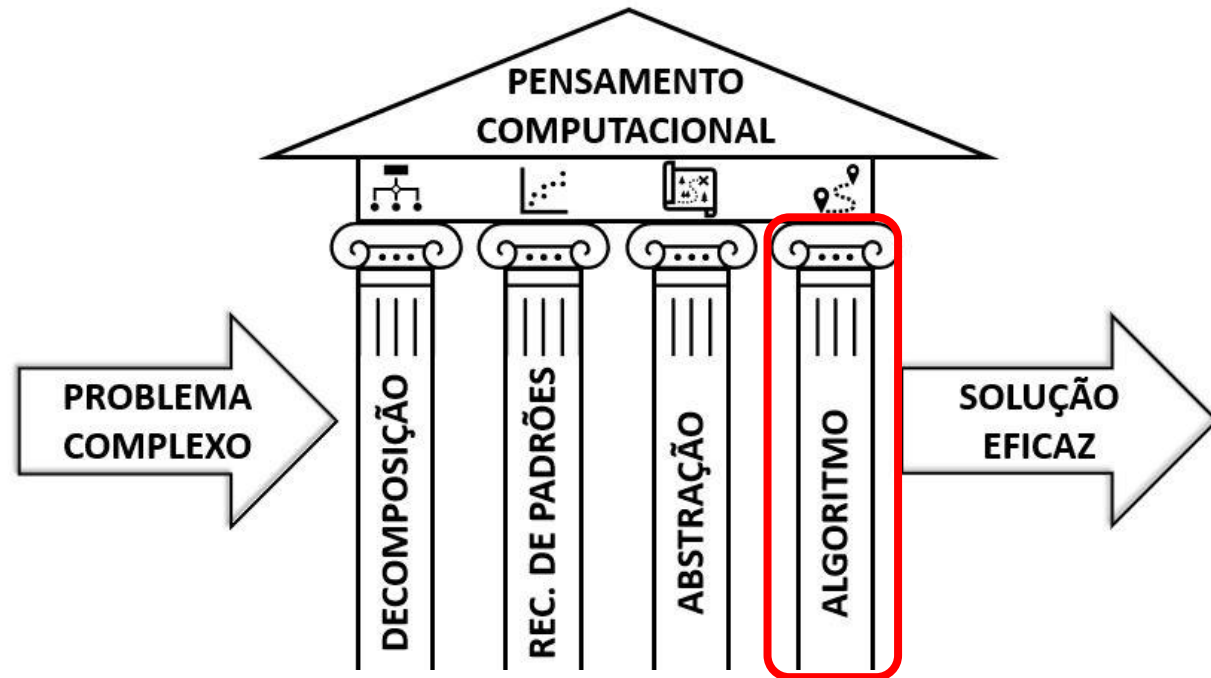 PENSAMENTO
COMPUTACIONAL
PROBLEMA
COMPLEXO
DECOMPOSIÇÃO
REC. DE PADRÕES
ABSTRAÇÃO
ALGORITMO
SOLUÇÃO
EFICAZ